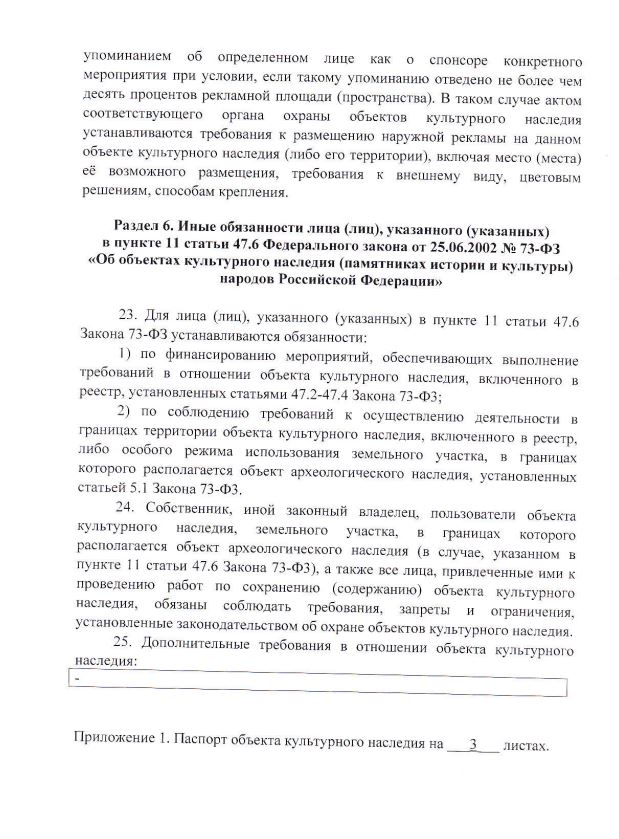 упоминанием об определенном лице как о спонсоре конкретного
мероприятия при условии, если такому упоминанию отведено не более чем
десять процентов рекламной площади (пространства). В таком случае актом
соответствующего органа охраны объектов культурного наследия
устанавливаются требования к размещению наружной рекламы на данном
объекте культурного наследия (либо его территории), включая место (места)
её возможного размещения, требования к внешнему виду, цветовым
решениям, способам крепления.
Раздел 6. Иные обязанности лица (лиц), указанного (указанных)
в пункте 11 статьи 47.6 Федерального закона от 25.06.2002 № 73-ФЗ
«Об объектах культурного наследия (памятниках истории и культуры)
народов Российской Федерации»
23. Для лица (лиц), указанного (указанных) в пункте 11 статьи 47.6
Закона 73-ФЗ устанавливаются обязанности:
1) по финансированию мероприятий, обеспечивающих выполнение
требований в отношении объекта культурного наследия, включенного в
реестр, установленных статьями 47.2-47.4 Закона 73-ФЗ;
2) по соблюдению требований к осуществлению деятельности в
границах территории объекта культурного наследия, включенного в реестр,
либо особого режима использования земельного участка, в границах
которого располагается объект археологического наследия, установленных
статьей 5.1 Закона 73-ФЗ.
24. Собственник, иной законный владелец, пользователи объекта
культурного наследия, земельного участка, в границах которого
располагается объект археологического наследия (в случае, указанном в
пункте 11 статьи 47.6 Закона 73-ФЗ), а также все лица, привлеченные ими к
проведению работ по сохранению (содержанию) объекта культурного
наследия, обязаны соблюдать требования, запреты и ограничения,
установленные законодательством об охране объектов культурного наследия.
25. Дополнительные требования в отношении объекта культурного
наследия:
-
Приложение 1. Паспорт объекта культурного наследия на 3 листах.